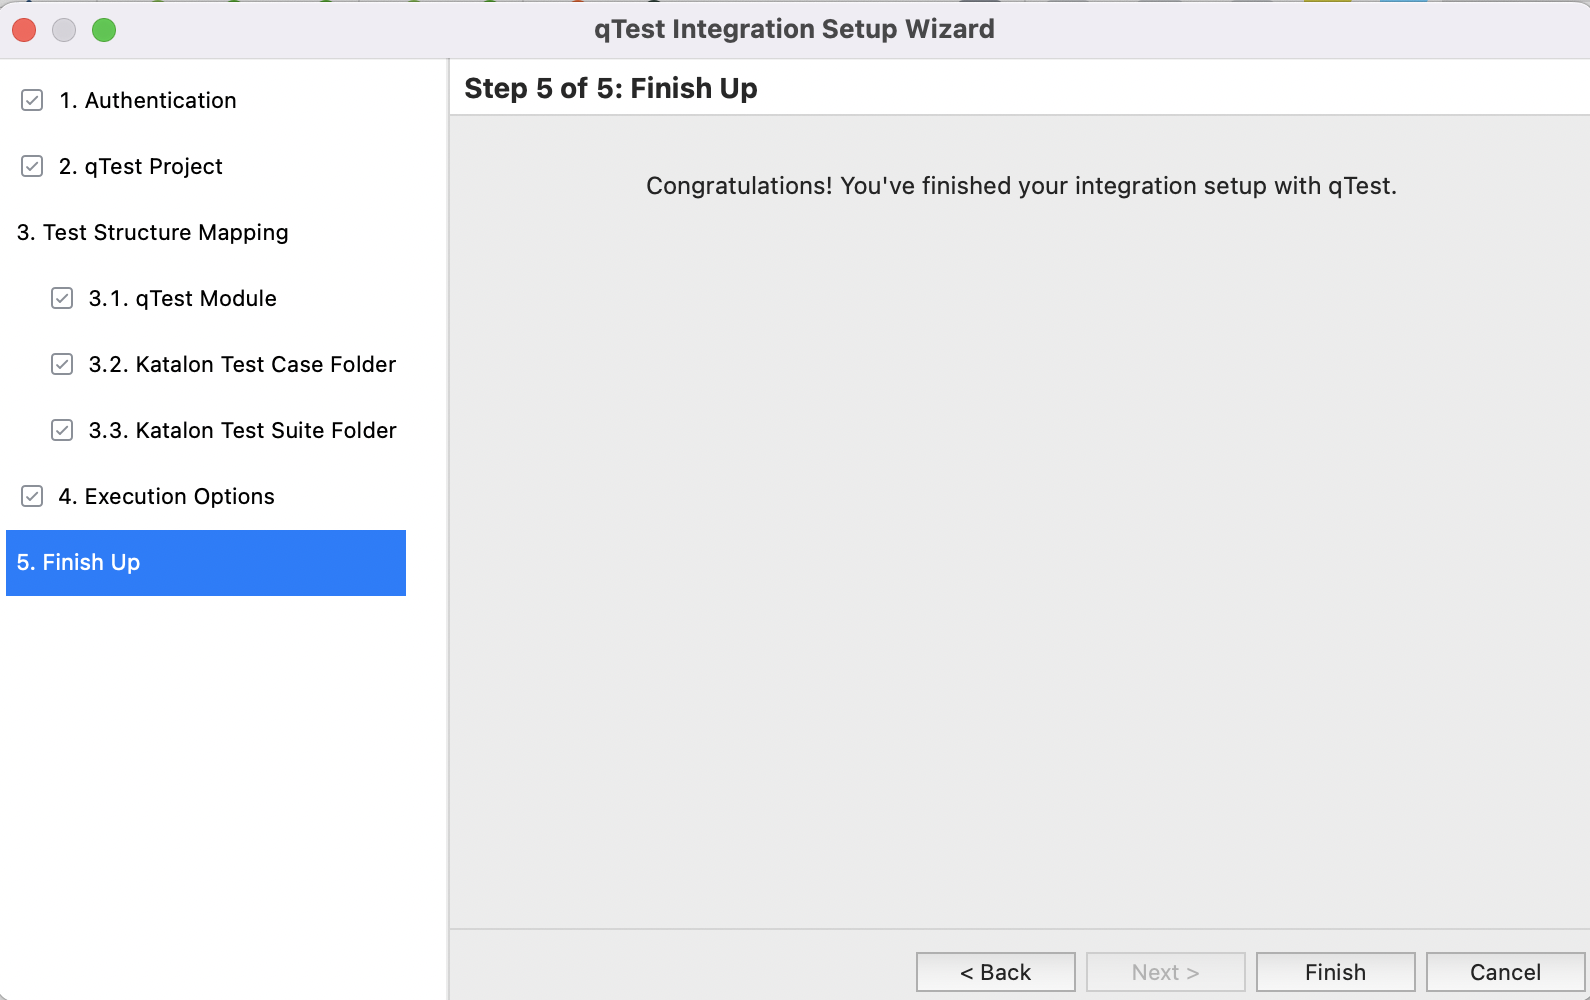 qTest Integration Setup Wizard
1. Authentication
2. qTest Project
3. Test Structure Mapping
3.1. qTest Module
3.2. Katalon Test Case Folder
3.3. Katalon Test Suite Folder
4. Execution Options
5. Finish Up
Step 5 of 5: Finish Up
Congratulations! You've finished your integration setup with qTest.
< Back
Next >
Finish
Cancel